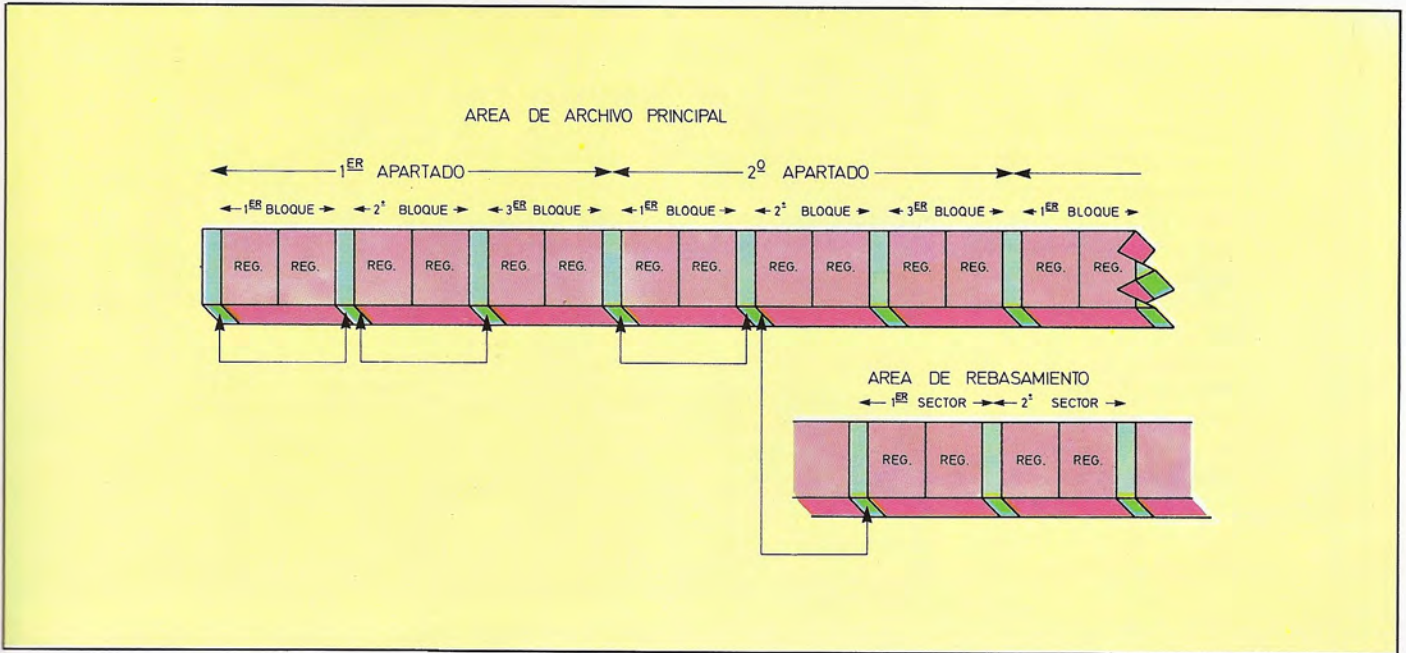 AREA DE ARCHIVO PRINCIPAL
1ER APARTADO 2º APARTADO
1ER BLOQUE 2º BLOQUE 3ER BLOQUE 1ER BLOQUE 2º BLOQUE 3ER BLOQUE 1ER BLOQUE
REG. REG. REG. REG. REG. REG. REG. REG. REG. REG. REG. REG. REG. REG.
AREA DE REBASAMIENTO
1ER SECTOR 2º SECTOR
REG. REG. REG. REG.